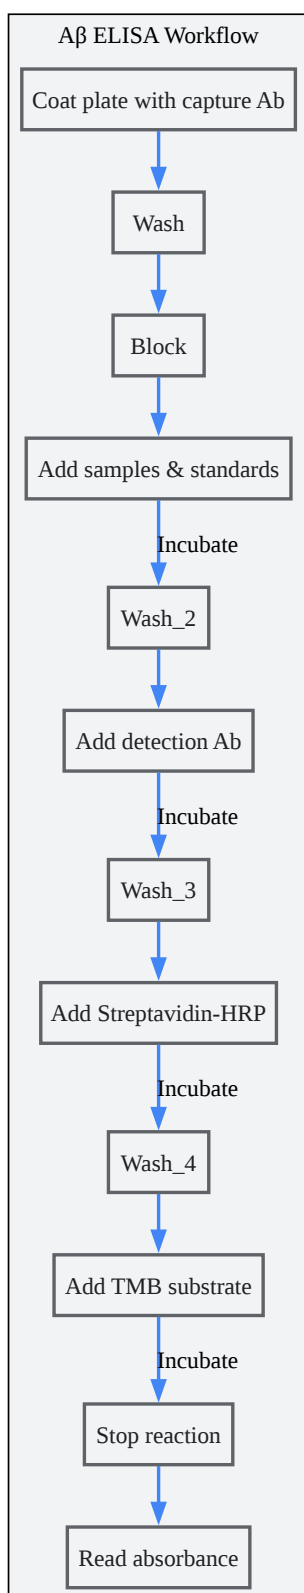 Aβ ELISA Workflow
Coat plate with capture Ab
Wash
Block
Add samples & standards
Incubate
Wash_2
Add detection Ab
Incubate
Wash_3
Add Streptavidin-HRP
Incubate
Wash_4
Add TMB substrate
Incubate
Stop reaction
Read absorbance